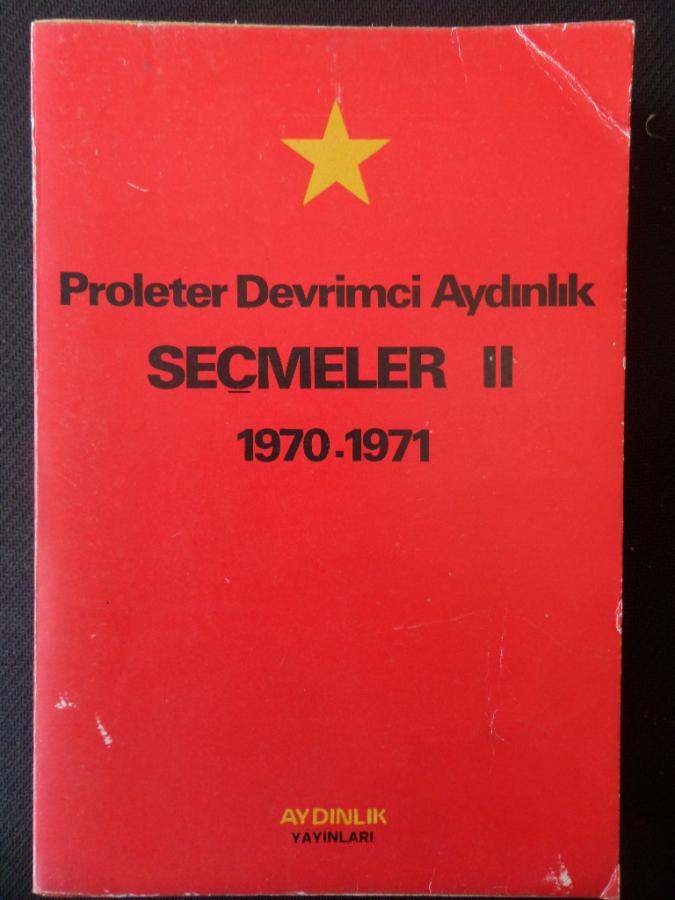 Proleter Devrimci Aydınlık
SEÇMELER II
1970-1971
AYDINLIK
YAYINLARI